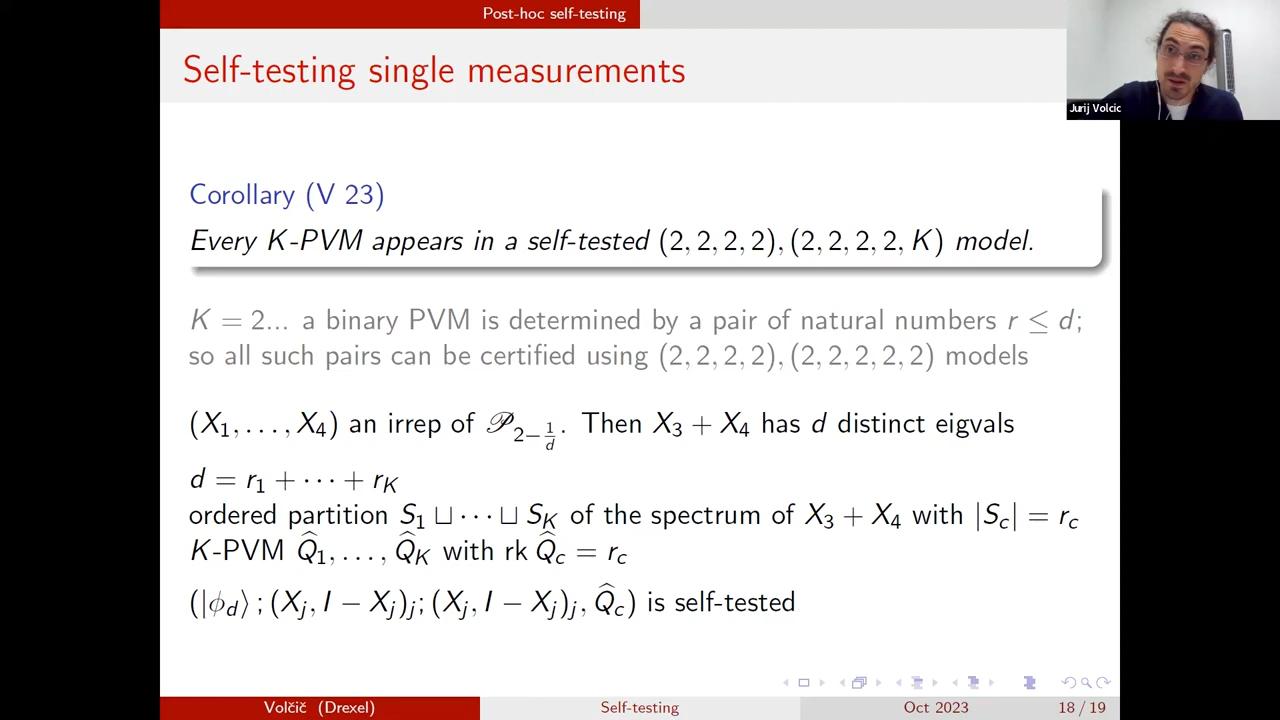 Post-hoc self-testing
Self-testing single measurements
Jurij Volcic
Corollary (V 23)
Every K-PVM appears in a self-tested (2, 2, 2, 2), (2, 2, 2, 2, K) model.
K = 2... a binary PVM is determined by a pair of natural numbers r ≤ d;
so all such pairs can be certified using (2, 2, 2, 2), (2, 2, 2, 2, 2) models
(X₁, . . . , X₄) an irrep of 𝒫_{2−1/d}. Then X₃ + X₄ has d distinct eigvals
d = r₁ + · · · + r_K
ordered partition S₁ ⊔ · · · ⊔ S_K of the spectrum of X₃ + X₄ with |S_c| = r_c
K-PVM Q̂₁, . . . , Q̂_K with rk Q̂_c = r_c
(|ϕ_d⟩ ; (X_j, I − X_j)_j; (X_j, I − X_j)_j, Q̂_c) is self-tested
Volčič (Drexel) Self-testing Oct 2023 18 / 19